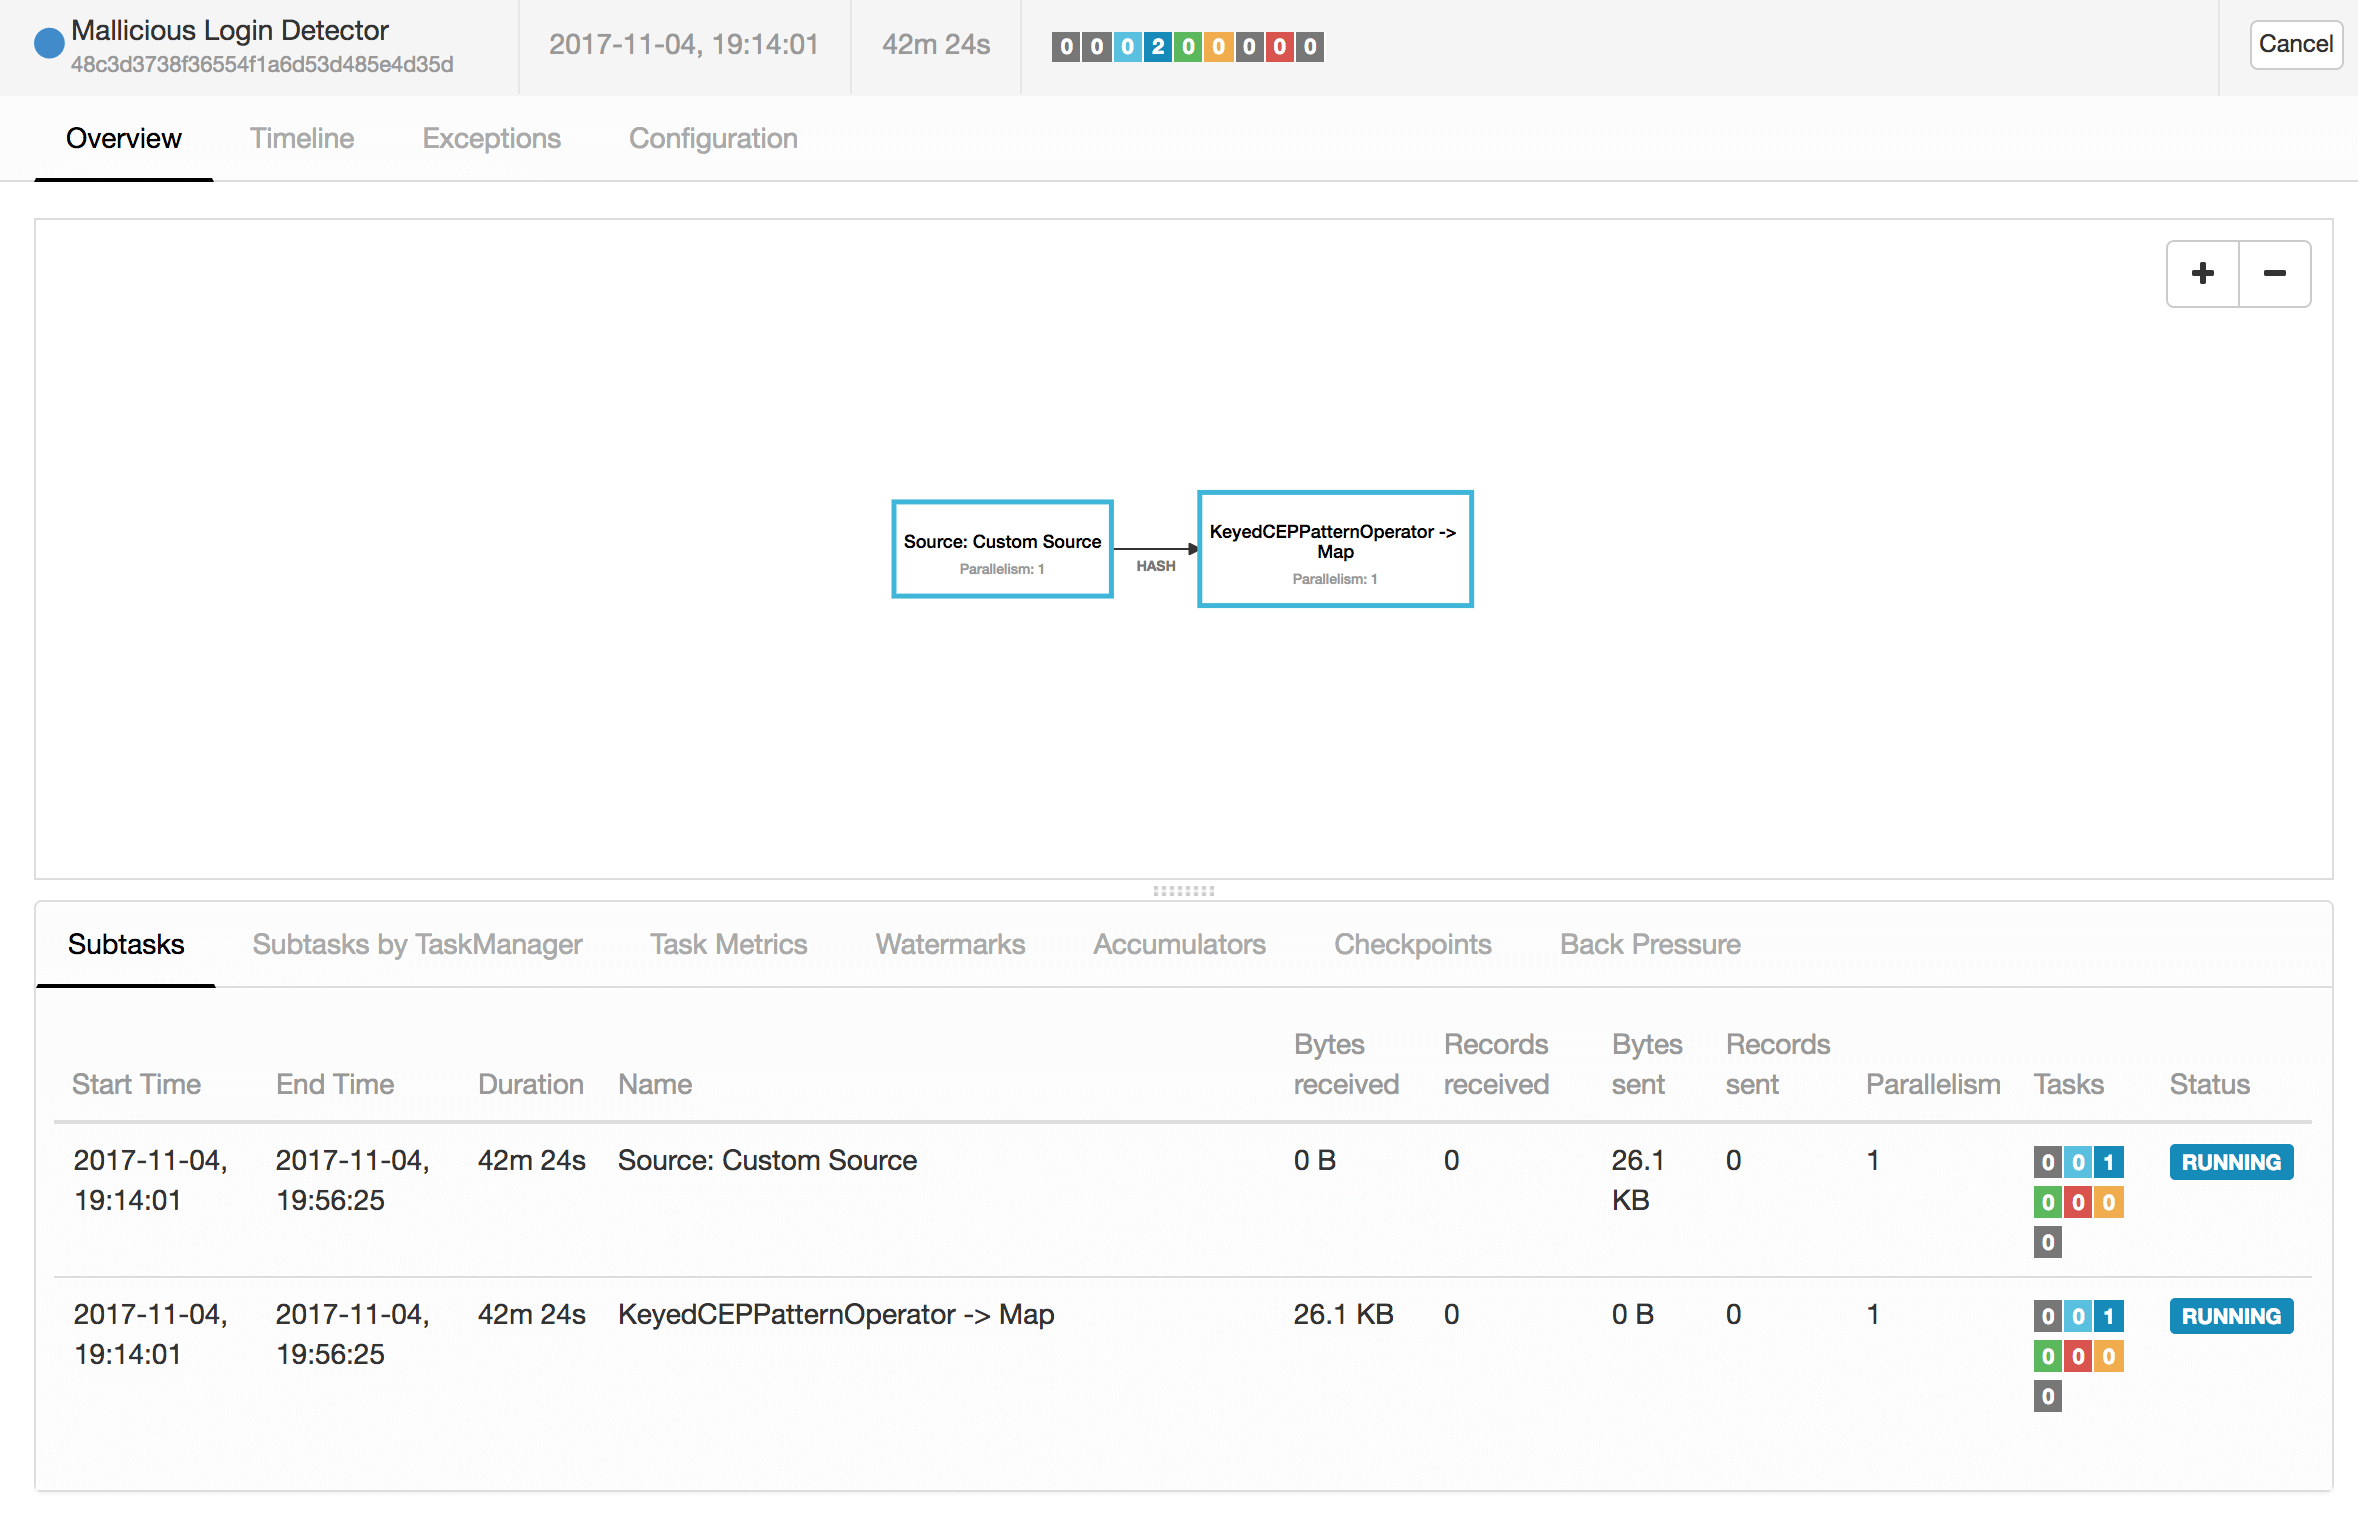 Mallicious Login Detector
48c3d3738f36554f1a6d53d485e4d35d
2017-11-04, 19:14:01
42m 24s
0 0 0 2 0 0 0 0 0
Cancel
Overview Timeline Exceptions Configuration
+ −
Source: Custom Source
Parallelism: 1
HASH
KeyedCEPPatternOperator ->
Map
Parallelism: 1
Subtasks Subtasks by TaskManager Task Metrics Watermarks Accumulators Checkpoints Back Pressure
Start Time End Time Duration Name Bytes received Records received Bytes sent Records sent Parallelism Tasks Status
2017-11-04, 2017-11-04, 42m 24s Source: Custom Source 0 B 0 26.1 0 1 0 0 1 RUNNING
19:14:01 19:56:25 KB 0 0 0
0
2017-11-04, 2017-11-04, 42m 24s KeyedCEPPatternOperator -> Map 26.1 KB 0 0 B 0 1 0 0 1 RUNNING
19:14:01 19:56:25 0 0 0
0